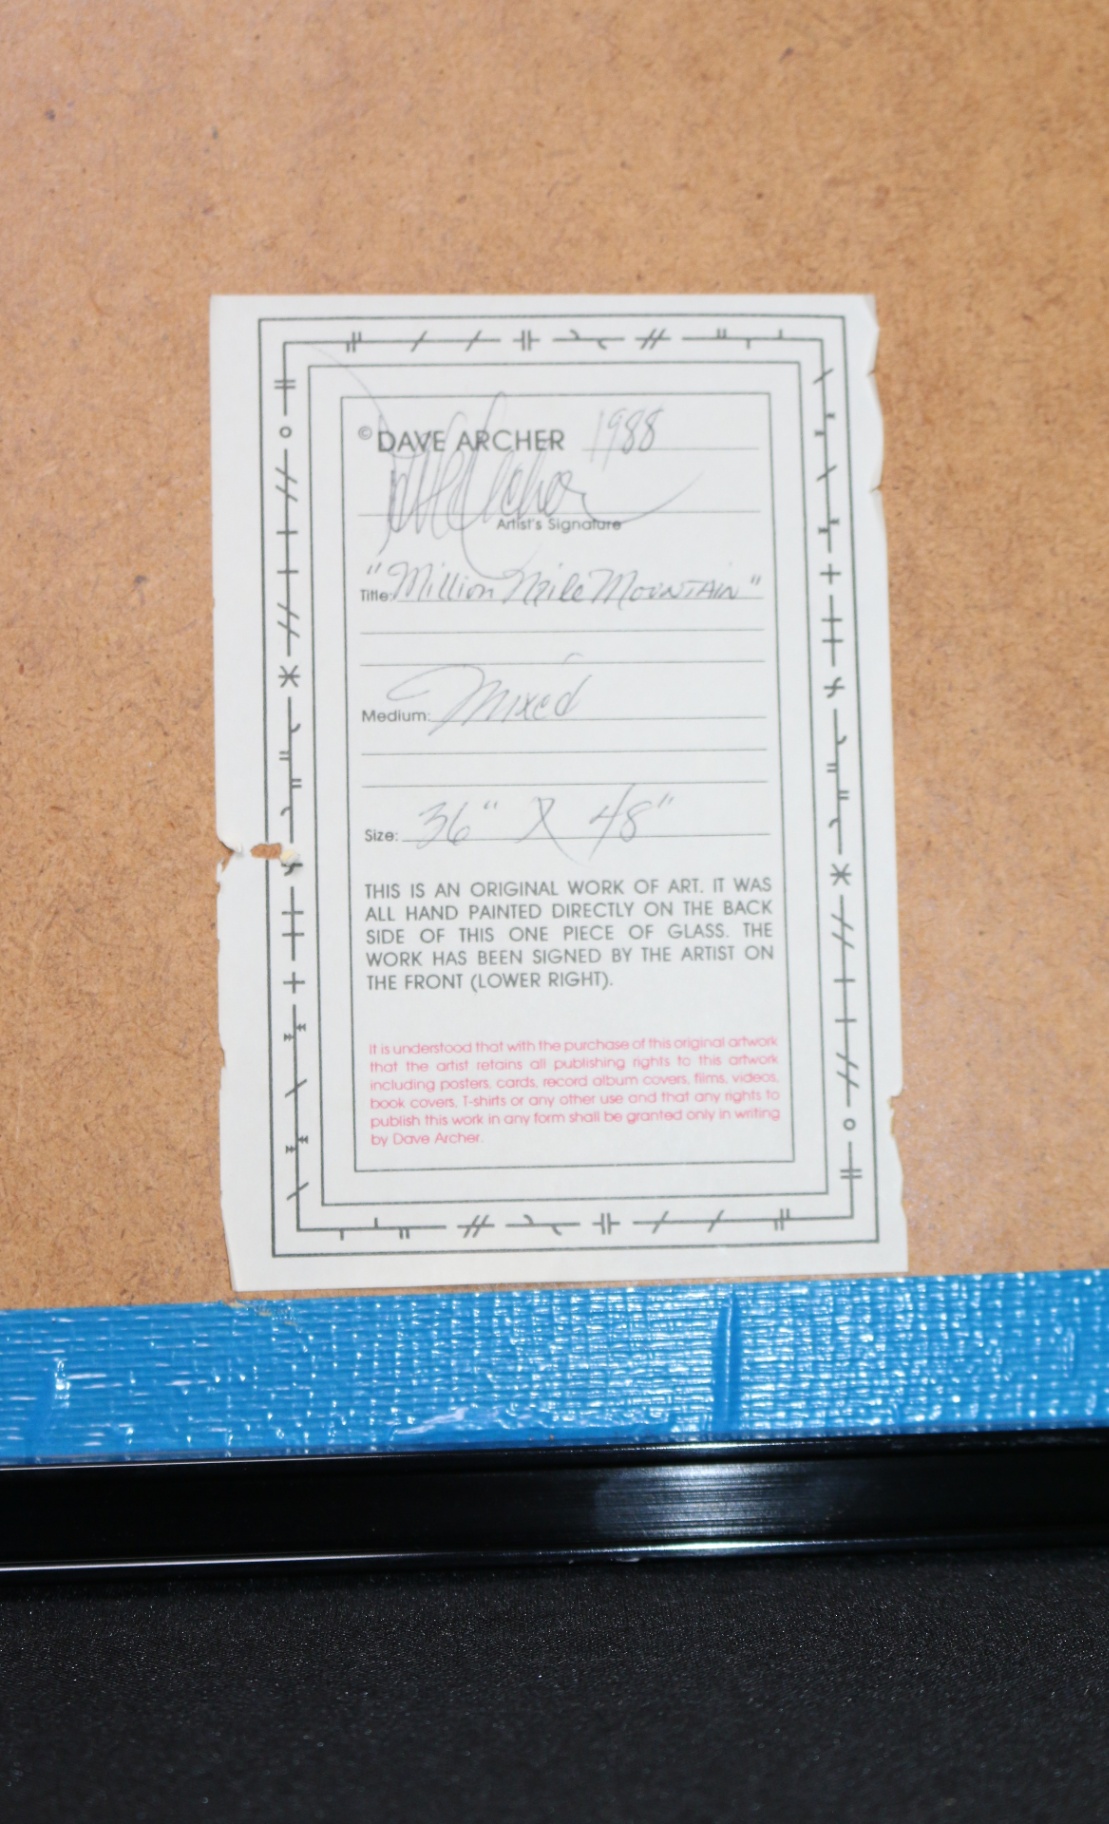 © DAVE ARCHER 1988
Dave Archer
Artist's Signature
Title: "Million Mile Mountain"
Medium: Mixed
Size: 36" X 48"
THIS IS AN ORIGINAL WORK OF ART. IT WAS
ALL HAND PAINTED DIRECTLY ON THE BACK
SIDE OF THIS ONE PIECE OF GLASS. THE
WORK HAS BEEN SIGNED BY THE ARTIST ON
THE FRONT (LOWER RIGHT).
It is understood that with the purchase of this original artwork
that the artist retains all publishing rights to this artwork
including posters, cards, record album covers, films, videos,
book covers, T-shirts or any other use and that any rights to
publish this work in any form shall be granted only in writing
by Dave Archer.